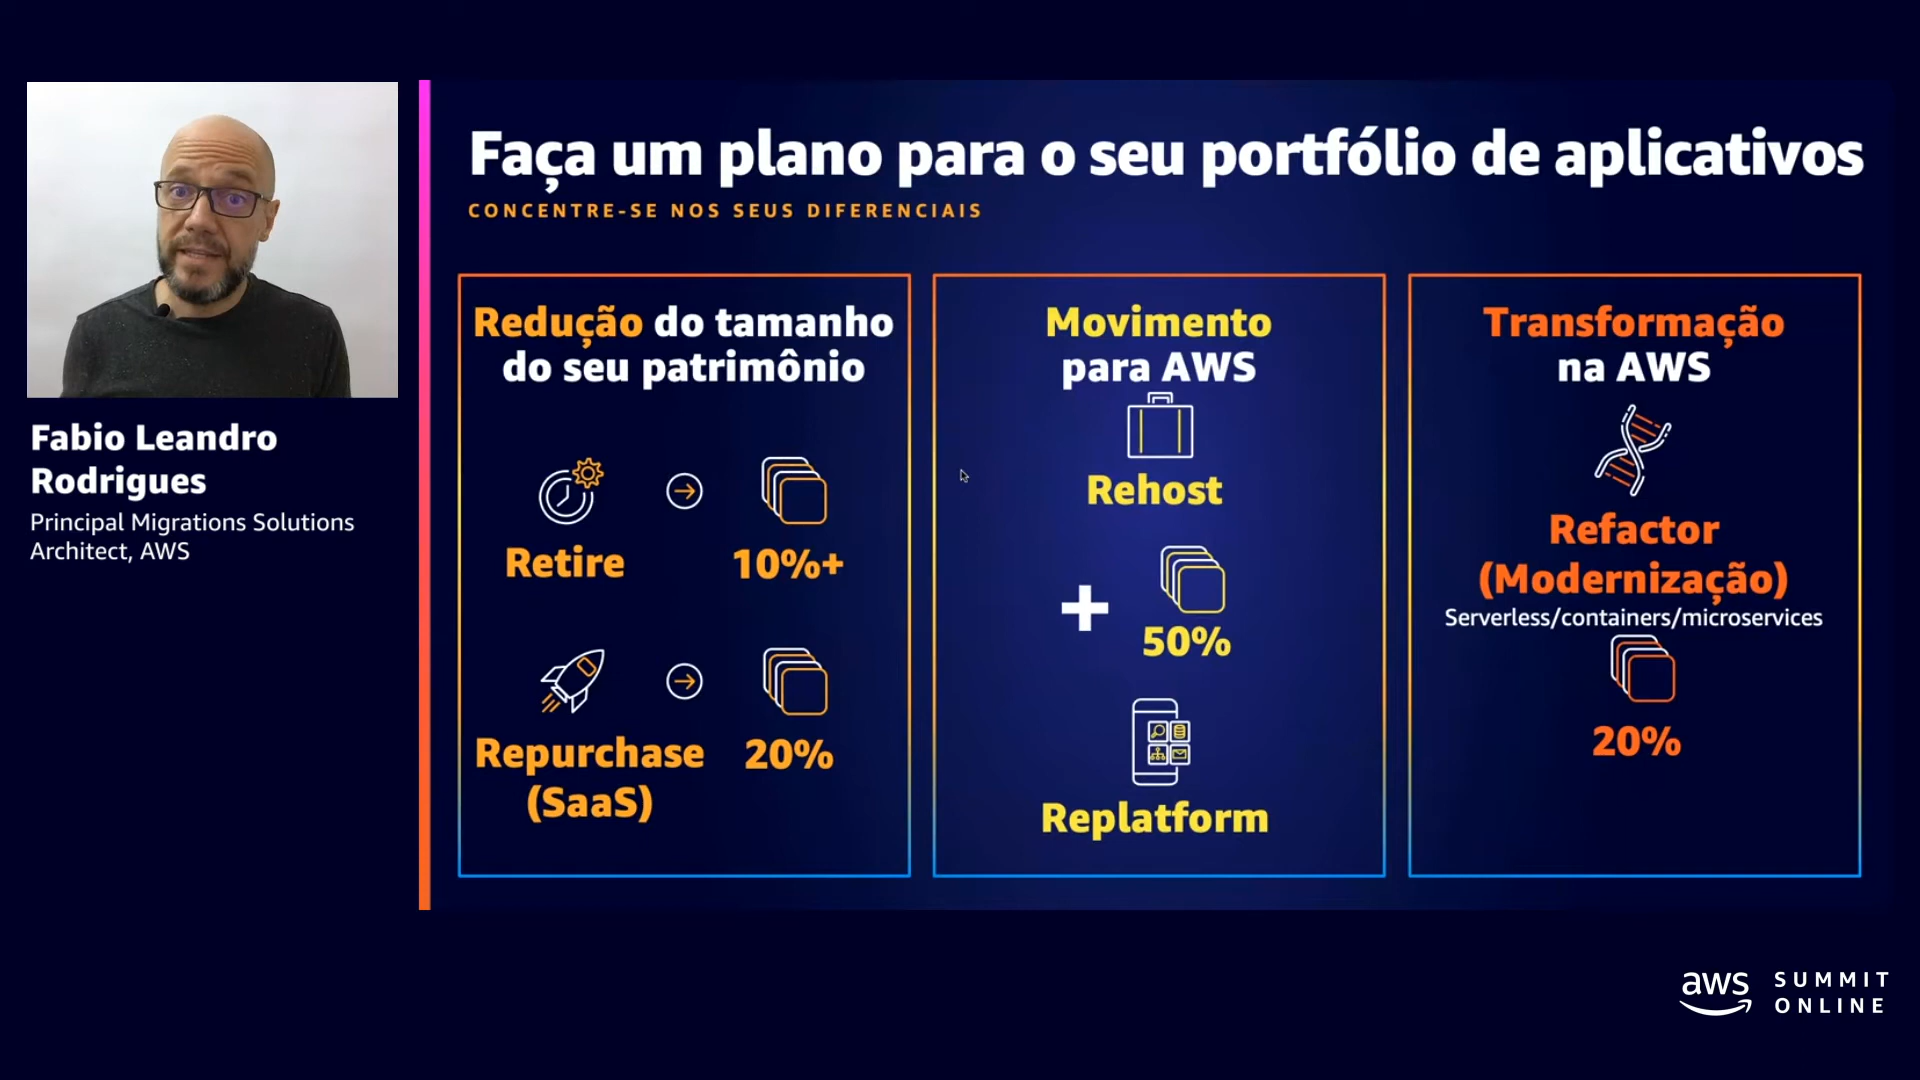 Faça um plano para o seu portfólio de aplicativos
CONCENTRE-SE NOS SEUS DIFERENCIAIS
Fabio Leandro
Rodrigues
Principal Migrations Solutions
Architect, AWS
Redução do tamanho
do seu patrimônio
Retire
10%+
Repurchase
(SaaS)
20%
Movimento
para AWS
Rehost
+
50%
Replatform
Transformação
na AWS
Refactor
(Modernização)
Serverless/containers/microservices
20%
aws
SUMMIT
ONLINE